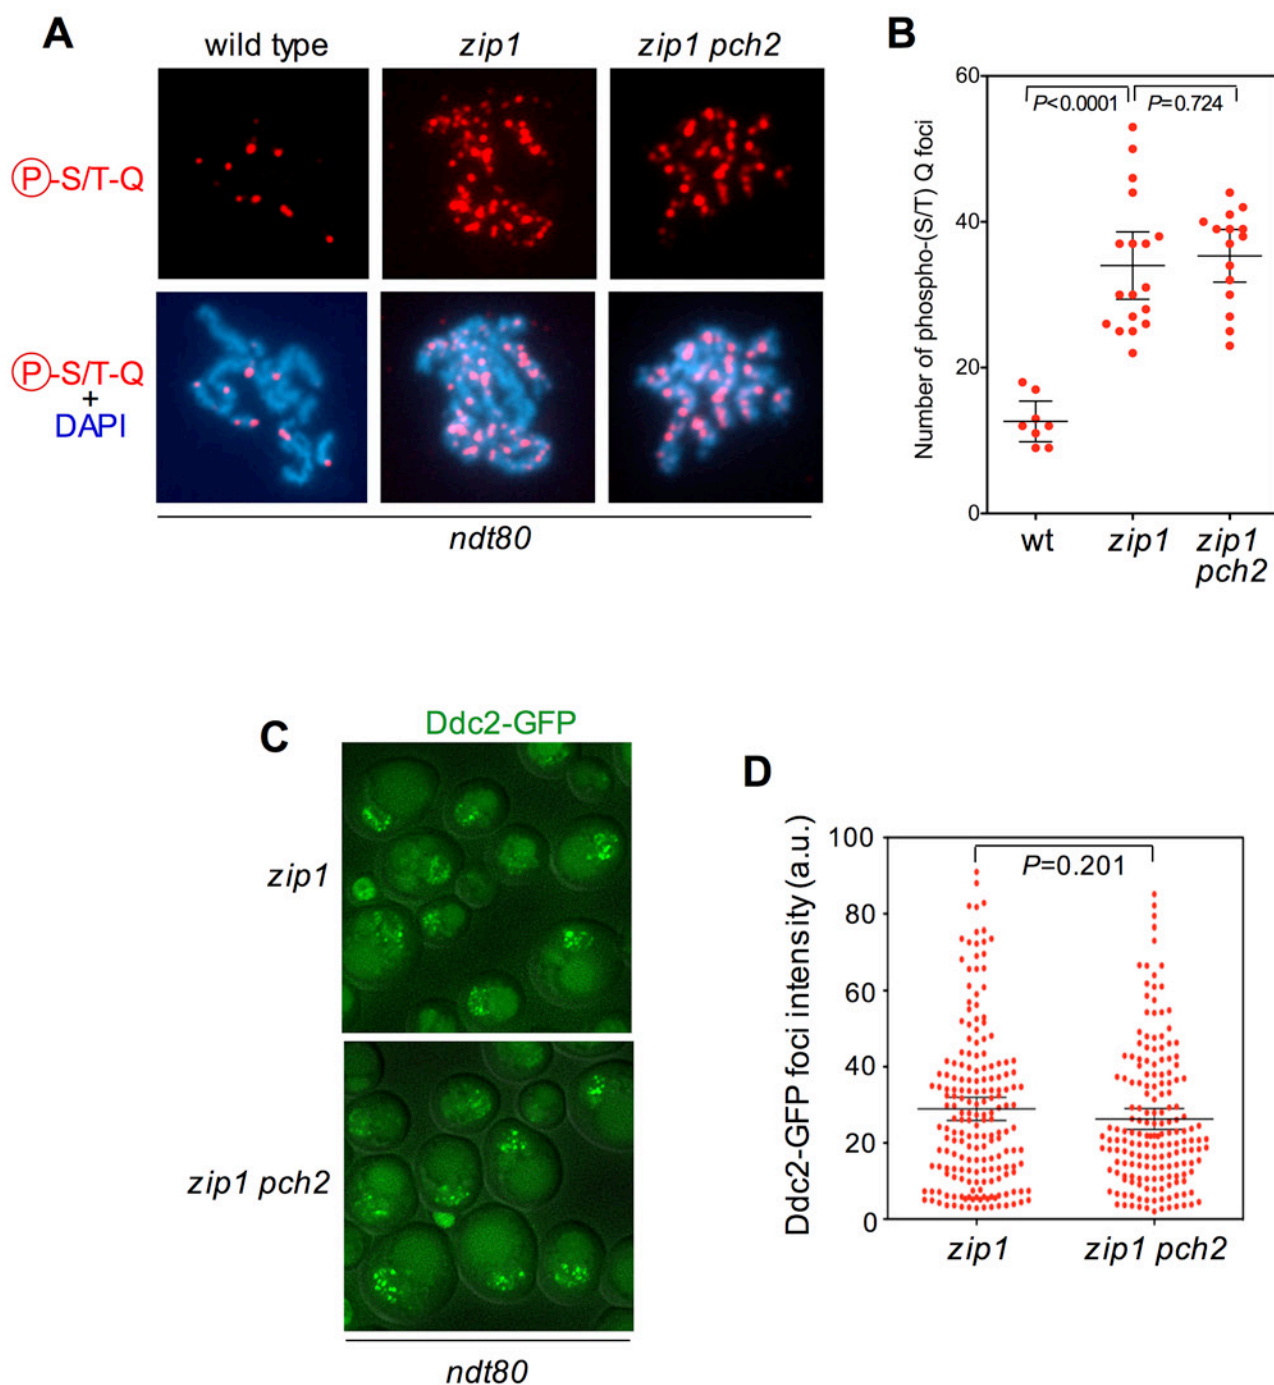 A
wild type
zip1
zip1 pch2
P-S/T-Q
P-S/T-Q
+
DAPI
ndt80
B
Number of phospho-(S/T) Q foci
60
40
20
0
P<0.0001
P=0.724
wt
zip1
zip1
pch2
C
Ddc2-GFP
zip1
zip1 pch2
ndt80
D
Ddc2-GFP foci intensity (a.u.)
100
80
60
40
20
0
P=0.201
zip1
zip1 pch2